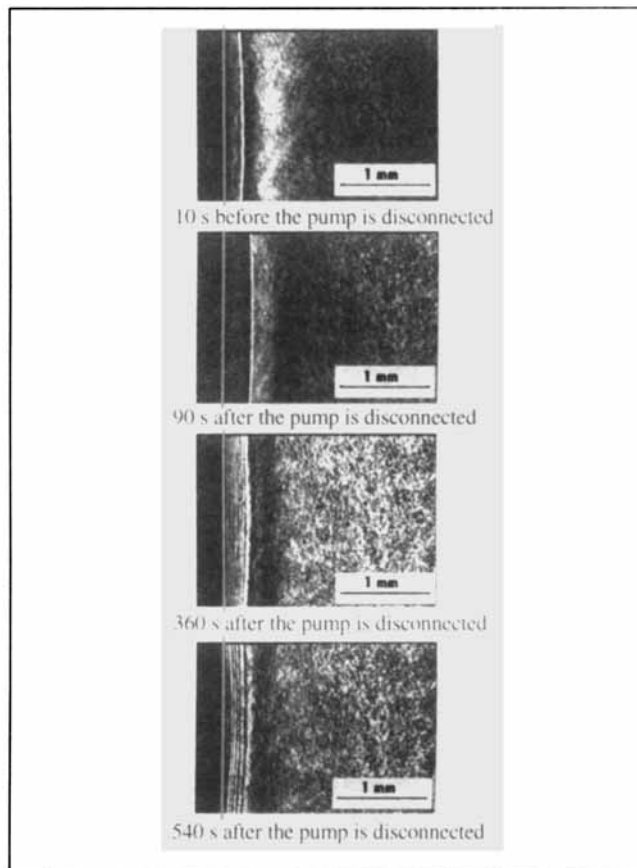 1 mm
10 s before the pump is disconnected
1 mm
90 s after the pump is disconnected
1 mm
360 s after the pump is disconnected
1 mm
540 s after the pump is disconnected